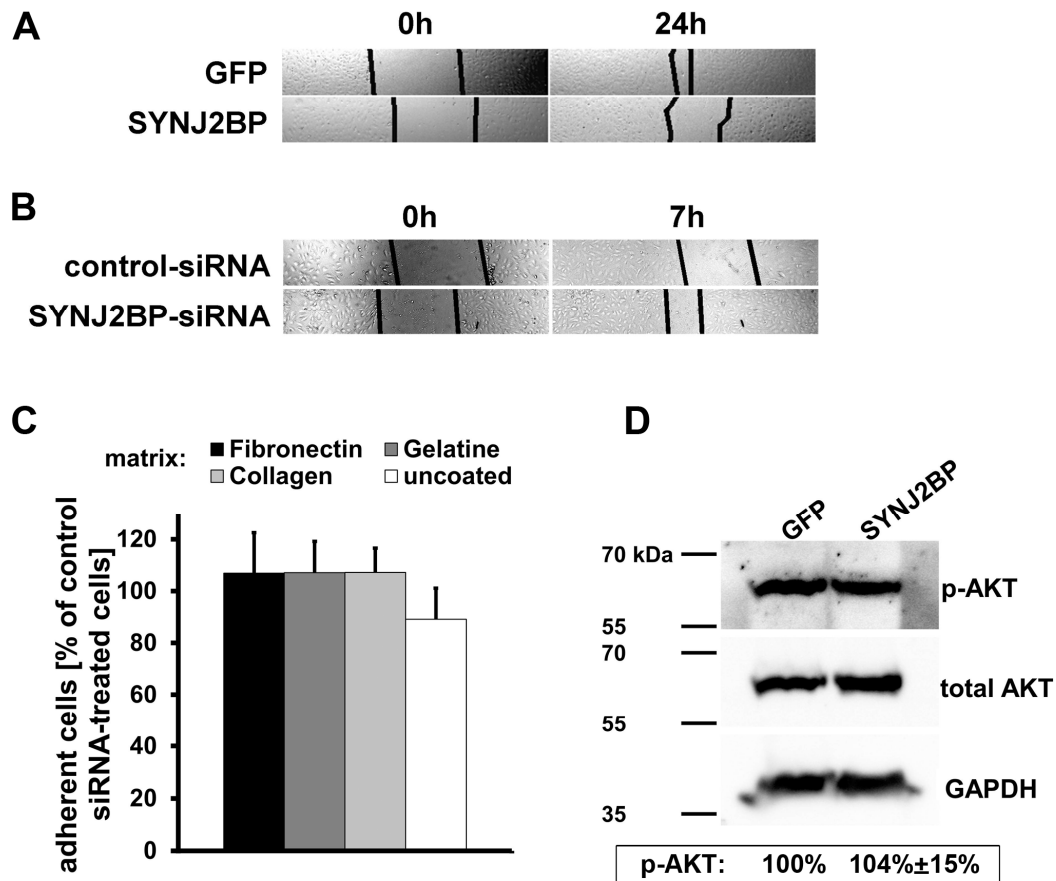 A
0h 24h
GFP
SYNJ2BP
B
0h 7h
control-siRNA
SYNJ2BP-siRNA
C
matrix: Fibronectin Gelatine
Collagen uncoated
adherent cells [% of control
siRNA-treated cells]
120
100
80
60
40
20
0
D
GFP SYNJ2BP
70 kDa
p-AKT
55
70
total AKT
55
GAPDH
35
p-AKT: 100% 104%±15%